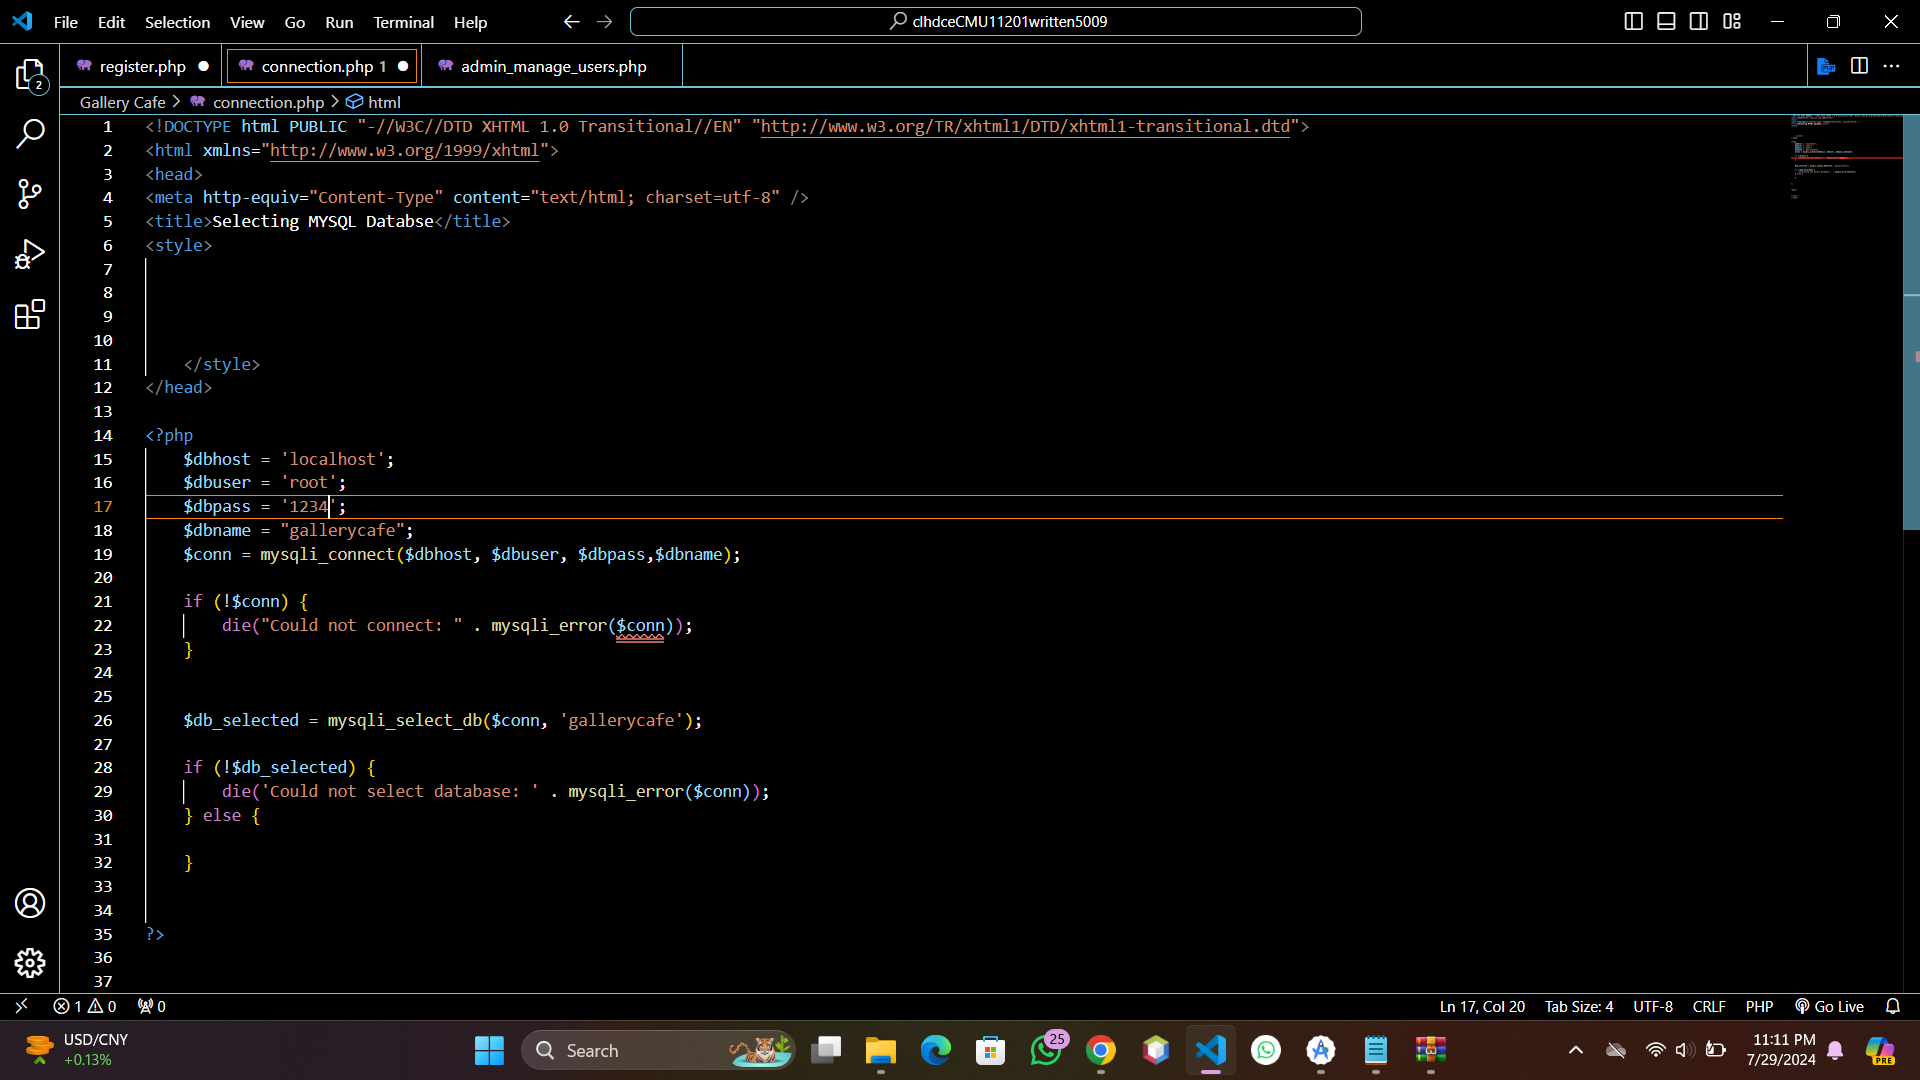 File Edit Selection View Go Run Terminal Help
clhdceCMU11201written5009
register.php
connection.php 1
admin_manage_users.php
Gallery Cafe > connection.php > html
1 <!DOCTYPE html PUBLIC "-//W3C//DTD XHTML 1.0 Transitional//EN" "http://www.w3.org/TR/xhtml1/DTD/xhtml1-transitional.dtd">
2 <html xmlns="http://www.w3.org/1999/xhtml">
3 <head>
4 <meta http-equiv="Content-Type" content="text/html; charset=utf-8" />
5 <title>Selecting MYSQL Databse</title>
6 <style>
7
8
9
10
11 </style>
12 </head>
13
14 <?php
15 $dbhost = 'localhost';
16 $dbuser = 'root';
17 $dbpass = '1234';
18 $dbname = "gallerycafe";
19 $conn = mysqli_connect($dbhost, $dbuser, $dbpass,$dbname);
20
21 if (!$conn) {
22 die("Could not connect: " . mysqli_error($conn));
23 }
24
25
26 $db_selected = mysqli_select_db($conn, 'gallerycafe');
27
28 if (!$db_selected) {
29 die('Could not select database: ' . mysqli_error($conn));
30 } else {
31
32 }
33
34
35 ?>
36
37
2
1 0 0
Ln 17, Col 20 Tab Size: 4 UTF-8 CRLF PHP Go Live
USD/CNY
+0.13%
Search
25
11:11 PM
7/29/2024
PRE